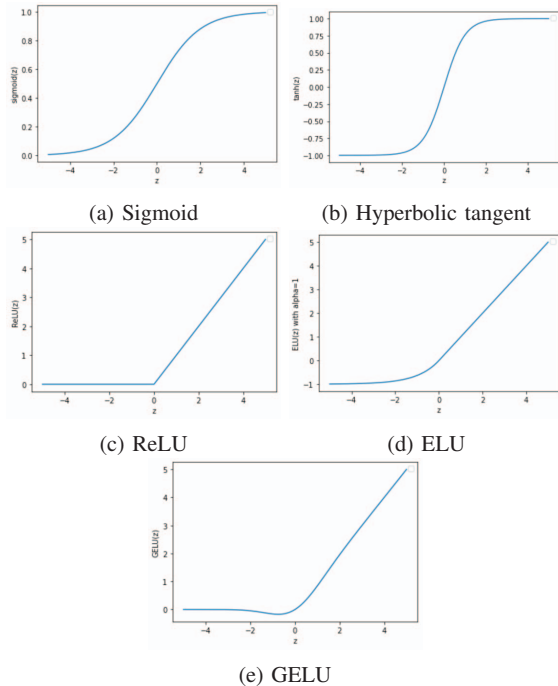 1.0
0.8
0.6
0.4
0.2
0.0
sigmoid(z)
−4 −2 0 2 4
z
(a) Sigmoid
1.00
0.75
0.50
0.25
0.00
−0.25
−0.50
−0.75
−1.00
tanh(z)
−4 −2 0 2 4
z
(b) Hyperbolic tangent
5
4
3
2
1
0
ReLU(z)
−4 −2 0 2 4
z
(c) ReLU
5
4
3
2
1
0
−1
ELU(z) with alpha=1
−4 −2 0 2 4
z
(d) ELU
5
4
3
2
1
0
GELU(z)
−4 −2 0 2 4
z
(e) GELU